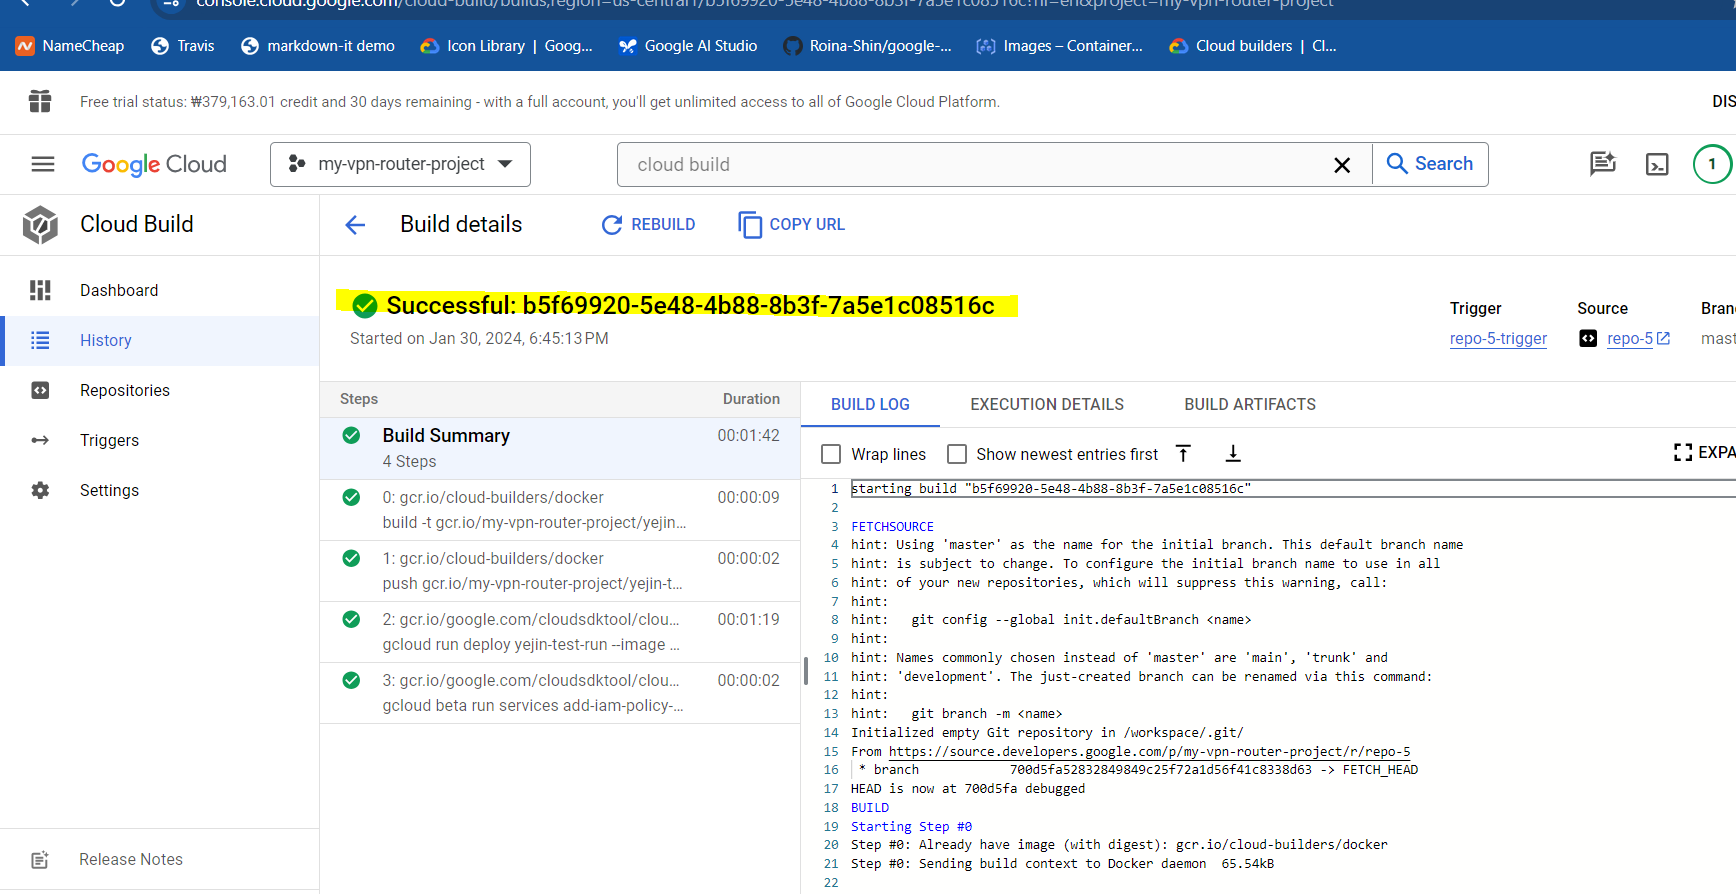 console.cloud.google.com/cloud-build/builds;region=us-central1/b5f69920-5e48-4b88-8b3f-7a5e1c08516c?hl=en&project=my-vpn-router-project
NameCheap Travis markdown-it demo Icon Library | Goog... Google AI Studio Roina-Shin/google-... Images – Container... Cloud builders | Cl...
Free trial status: ₩379,163.01 credit and 30 days remaining - with a full account, you'll get unlimited access to all of Google Cloud Platform.
DIS
Google Cloud my-vpn-router-project cloud build Search 1
Cloud Build
Build details REBUILD COPY URL
Dashboard
History
Repositories
Triggers
Settings
Release Notes
Successful: b5f69920-5e48-4b88-8b3f-7a5e1c08516c
Started on Jan 30, 2024, 6:45:13 PM
Trigger Source Bran
repo-5-trigger repo-5 mast
Steps Duration
Build Summary 00:01:42
4 Steps
0: gcr.io/cloud-builders/docker 00:00:09
build -t gcr.io/my-vpn-router-project/yejin...
1: gcr.io/cloud-builders/docker 00:00:02
push gcr.io/my-vpn-router-project/yejin-t...
2: gcr.io/google.com/cloudsdktool/clou... 00:01:19
gcloud run deploy yejin-test-run --image ...
3: gcr.io/google.com/cloudsdktool/clou... 00:00:02
gcloud beta run services add-iam-policy-...
BUILD LOG EXECUTION DETAILS BUILD ARTIFACTS
Wrap lines Show newest entries first EXPA
1 starting build "b5f69920-5e48-4b88-8b3f-7a5e1c08516c"
2
3 FETCHSOURCE
4 hint: Using 'master' as the name for the initial branch. This default branch name
5 hint: is subject to change. To configure the initial branch name to use in all
6 hint: of your new repositories, which will suppress this warning, call:
7 hint:
8 hint:   git config --global init.defaultBranch <name>
9 hint:
10 hint: Names commonly chosen instead of 'master' are 'main', 'trunk' and
11 hint: 'development'. The just-created branch can be renamed via this command:
12 hint:
13 hint:   git branch -m <name>
14 Initialized empty Git repository in /workspace/.git/
15 From https://source.developers.google.com/p/my-vpn-router-project/r/repo-5
16  * branch            700d5fa52832849849c25f72a1d56f41c8338d63 -> FETCH_HEAD
17 HEAD is now at 700d5fa debugged
18 BUILD
19 Starting Step #0
20 Step #0: Already have image (with digest): gcr.io/cloud-builders/docker
21 Step #0: Sending build context to Docker daemon  65.54kB
22